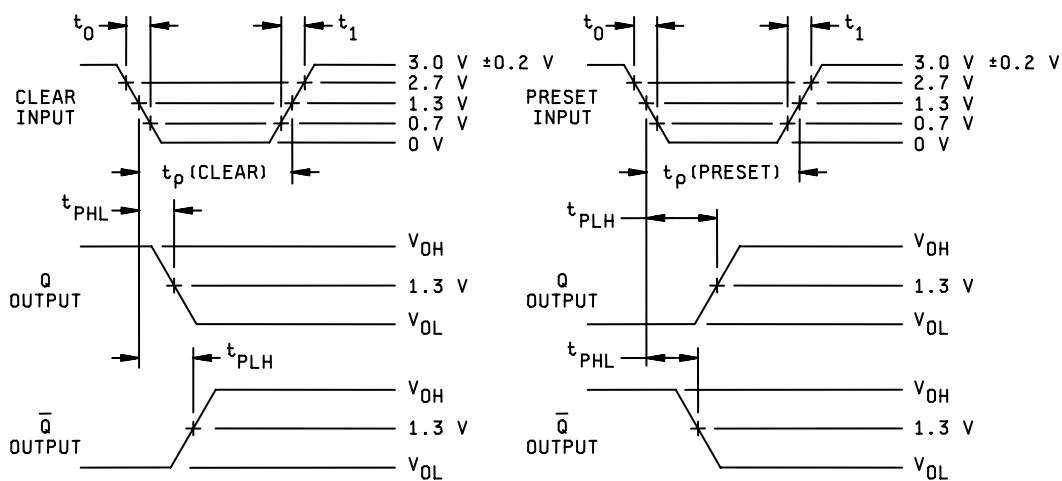 t0 t1
3.0 V ±0.2 V
2.7 V
CLEAR INPUT
1.3 V
0.7 V
0 V
tp (CLEAR)
tPHL
VOH
Q OUTPUT
1.3 V
VOL
tPLH
VOH
Q̅ OUTPUT
1.3 V
VOL
t0 t1
3.0 V ±0.2 V
2.7 V
PRESET INPUT
1.3 V
0.7 V
0 V
tp (PRESET)
tPLH
VOH
Q OUTPUT
1.3 V
VOL
tPHL
VOH
Q̅ OUTPUT
1.3 V
VOL